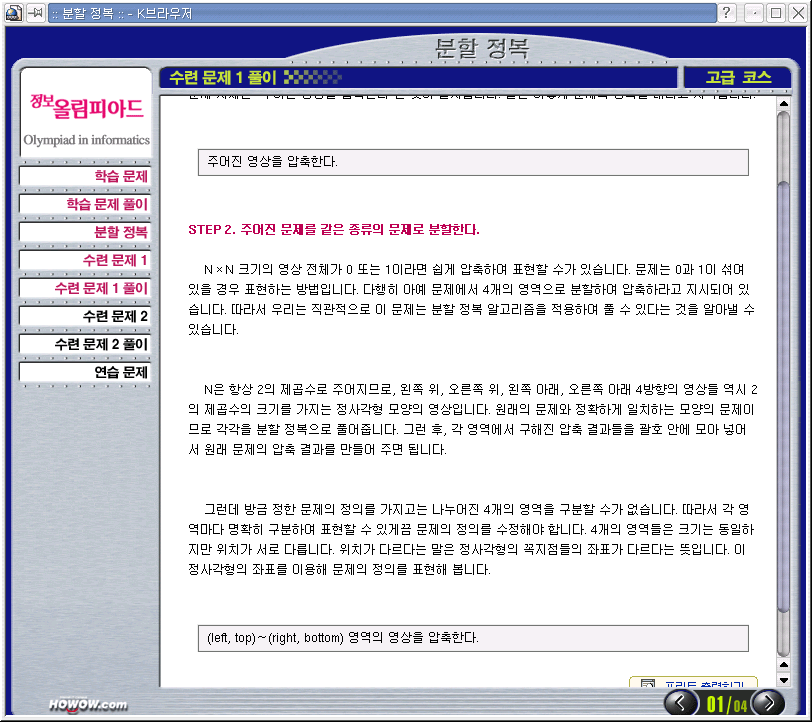 :: 분할 정복 :: - K브라우저
분할 정복
수련 문제 1 풀이
고급 코스
정보올림피아드
Olympiad in informatics
학습 문제
학습 문제 풀이
분할 정복
수련 문제 1
수련 문제 1 풀이
수련 문제 2
수련 문제 2 풀이
연습 문제
주어진 영상을 압축한다.
STEP 2. 주어진 문제를 같은 종류의 문제로 분할한다.
N×N 크기의 영상 전체가 0 또는 1이라면 쉽게 압축하여 표현할 수가 있습니다. 문제는 0과 1이 섞여
있을 경우 표현하는 방법입니다. 다행히 아예 문제에서 4개의 영역으로 분할하여 압축하라고 지시되어 있
습니다. 따라서 우리는 직관적으로 이 문제는 분할 정복 알고리즘을 적용하여 풀 수 있다는 것을 알아낼 수
있습니다.
N은 항상 2의 제곱수로 주어지므로, 왼쪽 위, 오른쪽 위, 왼쪽 아래, 오른쪽 아래 4방향의 영상들 역시 2
의 제곱수의 크기를 가지는 정사각형 모양의 영상입니다. 원래의 문제와 정확하게 일치하는 모양의 문제이
므로 각각을 분할 정복으로 풀어줍니다. 그런 후, 각 영역에서 구해진 압축 결과들을 괄호 안에 모아 넣어
서 원래 문제의 압축 결과를 만들어 주면 됩니다.
그런데 방금 정한 문제의 정의를 가지고는 나누어진 4개의 영역을 구분할 수가 없습니다. 따라서 각 영
역마다 명확히 구분하여 표현할 수 있게끔 문제의 정의를 수정해야 합니다. 4개의 영역들은 크기는 동일하
지만 위치가 서로 다릅니다. 위치가 다르다는 말은 정사각형의 꼭지점들의 좌표가 다르다는 뜻입니다. 이
정사각형의 좌표를 이용해 문제의 정의를 표현해 봅니다.
(left, top)~(right, bottom) 영역의 영상을 압축한다.
프린트 출력하기
HOWOW.com
01/04